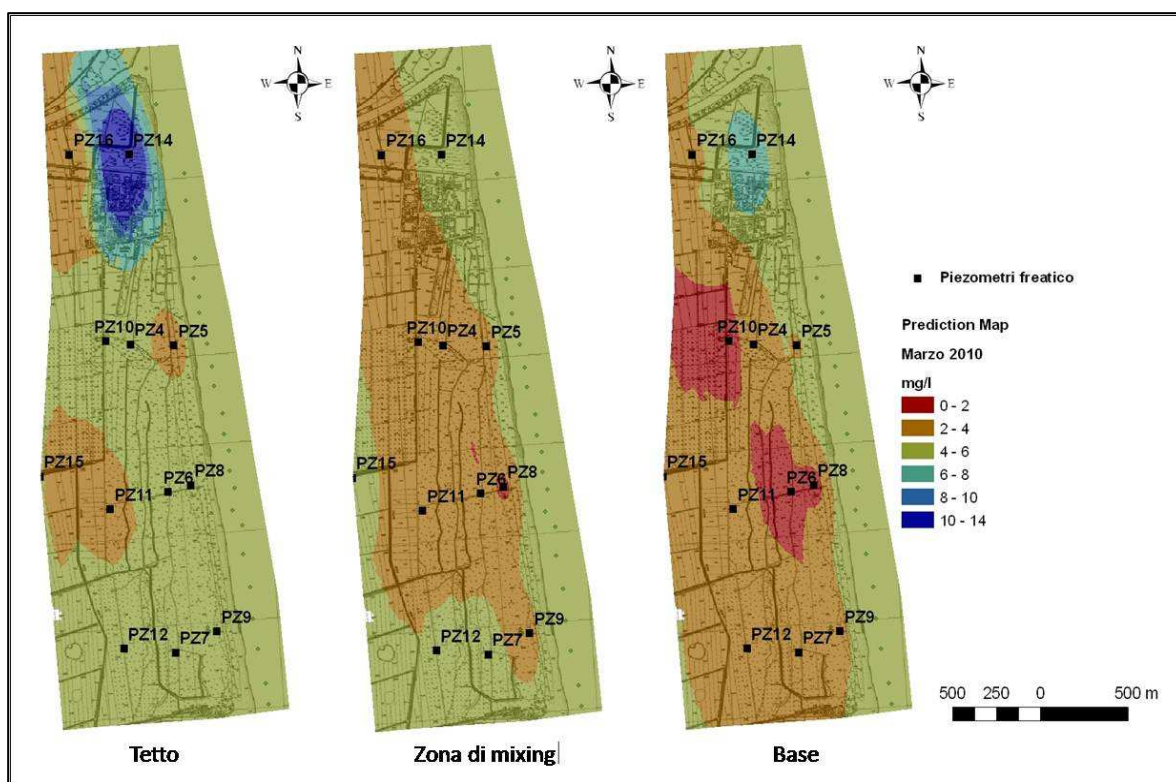 N
W E
S
PZ16
PZ14
PZ10
PZ4
PZ5
PZ15
PZ11
PZ6
PZ8
PZ12
PZ7
PZ9
Tetto
N
W E
S
PZ16
PZ14
PZ10
PZ4
PZ5
PZ15
PZ11
PZ6
PZ8
PZ12
PZ7
PZ9
Zona di mixing
N
W E
S
PZ16
PZ14
PZ10
PZ4
PZ5
PZ15
PZ11
PZ6
PZ8
PZ12
PZ7
PZ9
Base
Piezometri freatico
Prediction Map
Marzo 2010
mg/l
0 - 2
2 - 4
4 - 6
6 - 8
8 - 10
10 - 14
500 250 0 500 m